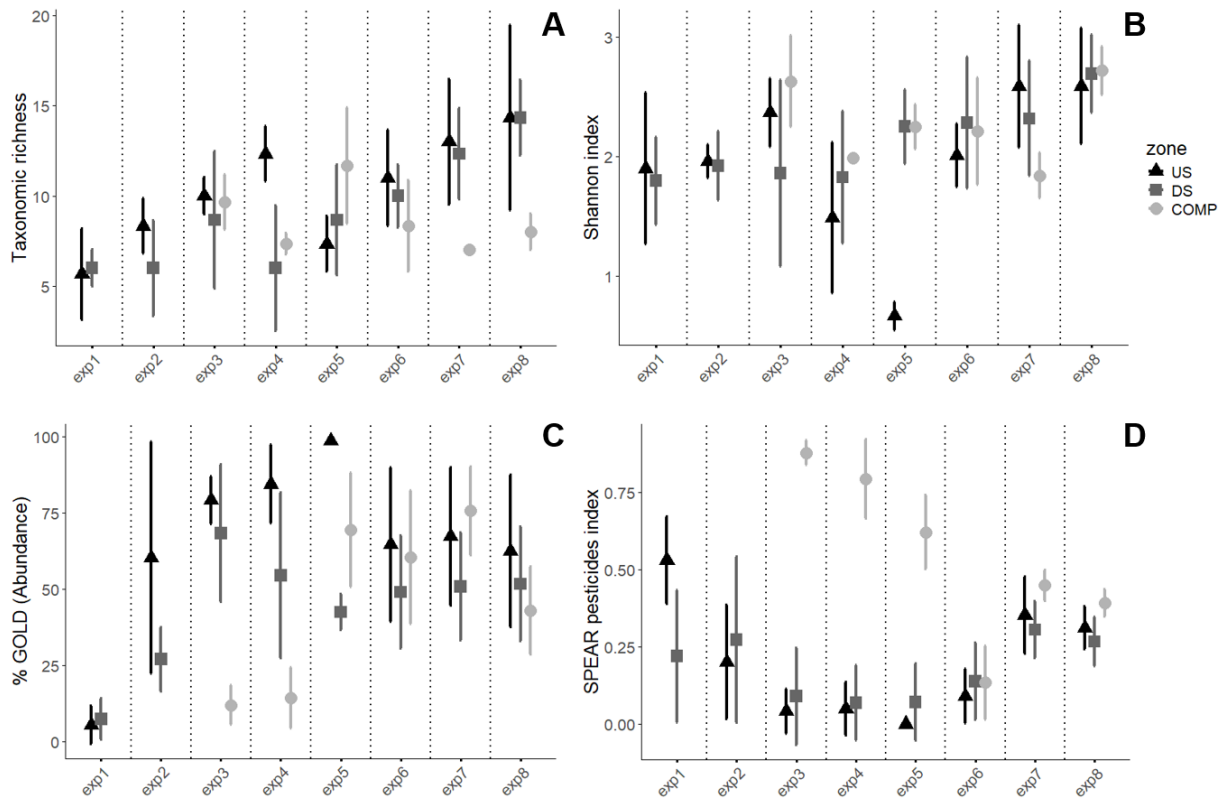 A
Taxonomic richness
20
15
10
5
exp1 exp2 exp3 exp4 exp5 exp6 exp7 exp8
B
Shannon index
3
2
1
exp1 exp2 exp3 exp4 exp5 exp6 exp7 exp8
zone
US
DS
COMP
C
% GOLD (Abundance)
100
75
50
25
0
exp1 exp2 exp3 exp4 exp5 exp6 exp7 exp8
D
SPEAR pesticides index
0.75
0.50
0.25
0.00
exp1 exp2 exp3 exp4 exp5 exp6 exp7 exp8